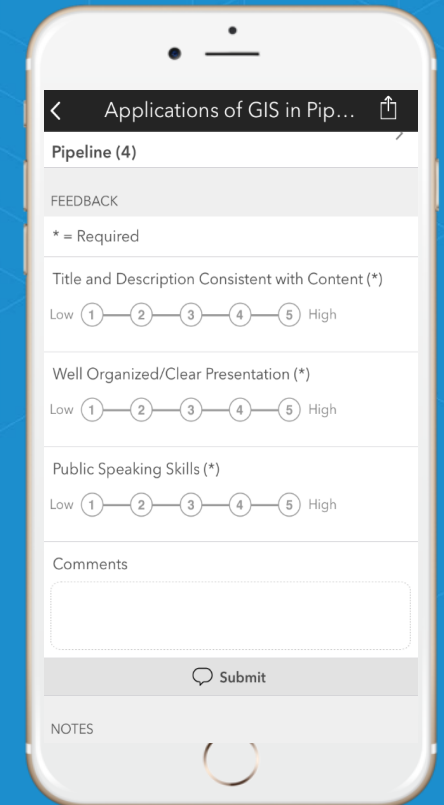 Applications of GIS in Pip...
Pipeline (4)
FEEDBACK
* = Required
Title and Description Consistent with Content (*)
Low 1 2 3 4 5 High
Well Organized/Clear Presentation (*)
Low 1 2 3 4 5 High
Public Speaking Skills (*)
Low 1 2 3 4 5 High
Comments
Submit
NOTES